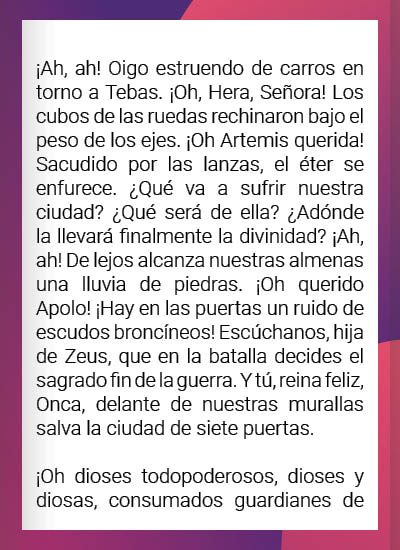 ¡Ah, ah! Oigo estruendo de carros en
torno a Tebas. ¡Oh, Hera, Señora! Los
cubos de las ruedas rechinaron bajo el
peso de los ejes. ¡Oh Artemis querida!
Sacudido por las lanzas, el éter se
enfurece. ¿Qué va a sufrir nuestra
ciudad? ¿Qué será de ella? ¿Adónde
la llevará finalmente la divinidad? ¡Ah,
ah! De lejos alcanza nuestras almenas
una lluvia de piedras. ¡Oh querido
Apolo! ¡Hay en las puertas un ruido de
escudos broncíneos! Escúchanos, hija
de Zeus, que en la batalla decides el
sagrado fin de la guerra. Y tú, reina feliz,
Onca, delante de nuestras murallas
salva la ciudad de siete puertas.

¡Oh dioses todopoderosos, dioses y
diosas, consumados guardianes de